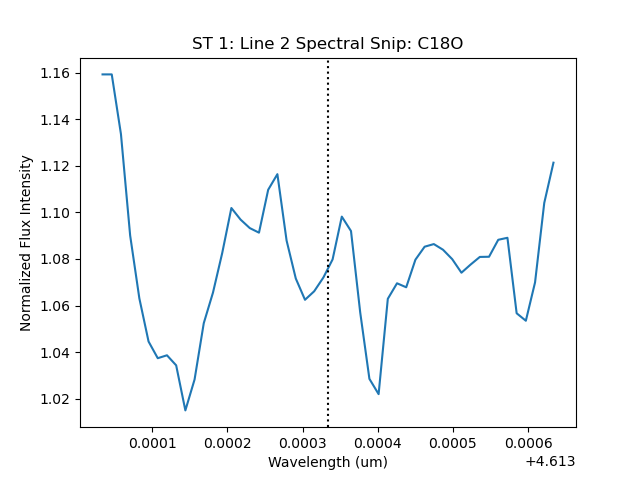 ST 1: Line 2 Spectral Snip: C18O
Normalized Flux Intensity
1.16
1.14
1.12
1.10
1.08
1.06
1.04
1.02
0.0001 0.0002 0.0003 0.0004 0.0005 0.0006
Wavelength (um)
+4.613